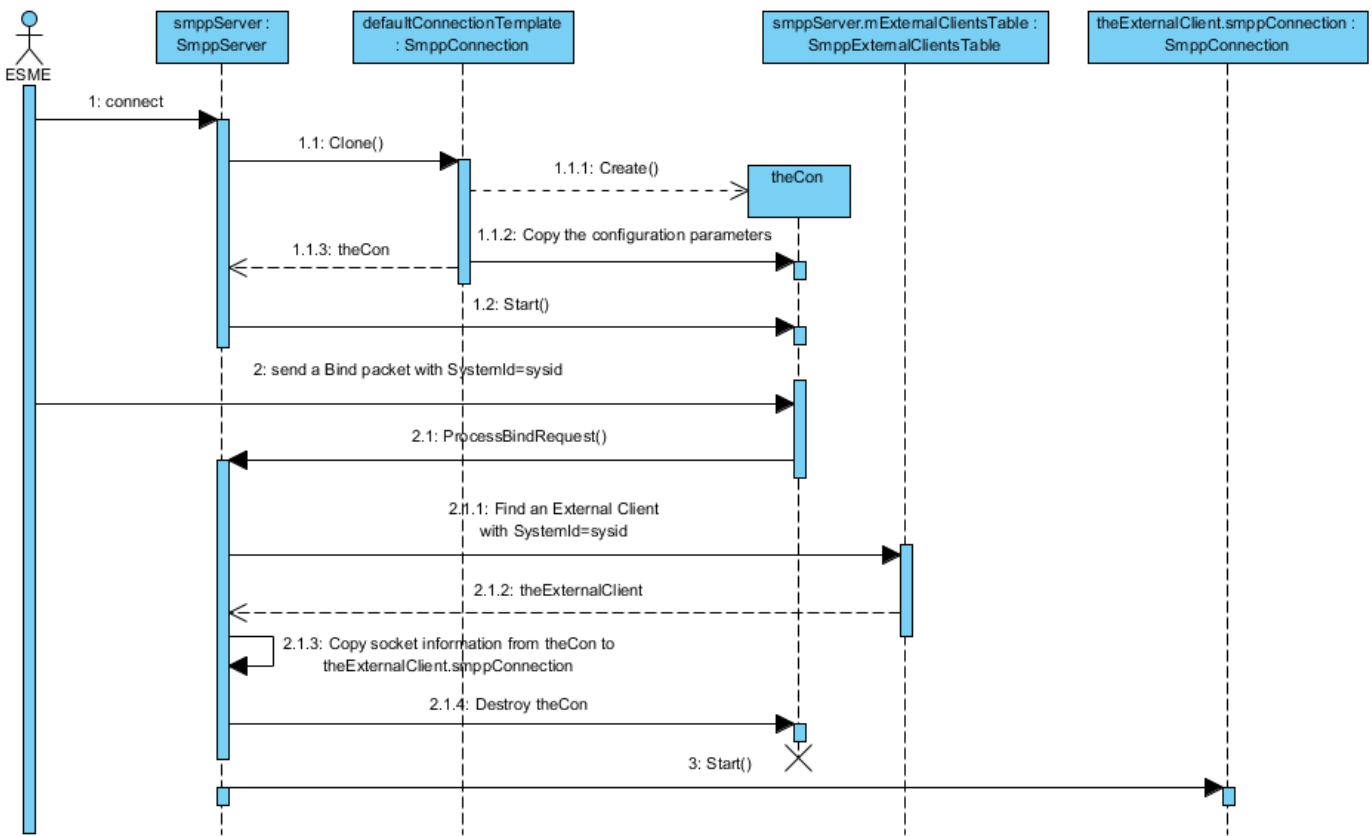 smppServer :
SmppServer
defaultConnectionTemplate
: SmppConnection
smppServer.mExternalClientsTable :
SmppExternalClientsTable
theExternalClient.smppConnection :
SmppConnection
ESME
1: connect
1.1: Clone()
1.1.1: Create()
theCon
1.1.2: Copy the configuration parameters
1.1.3: theCon
1.2: Start()
2: send a Bind packet with SystemId=sysid
2.1: ProcessBindRequest()
2.1.1: Find an External Client
with SystemId=sysid
2.1.2: theExternalClient
2.1.3: Copy socket information from theCon to
theExternalClient.smppConnection
2.1.4: Destroy theCon
3: Start()